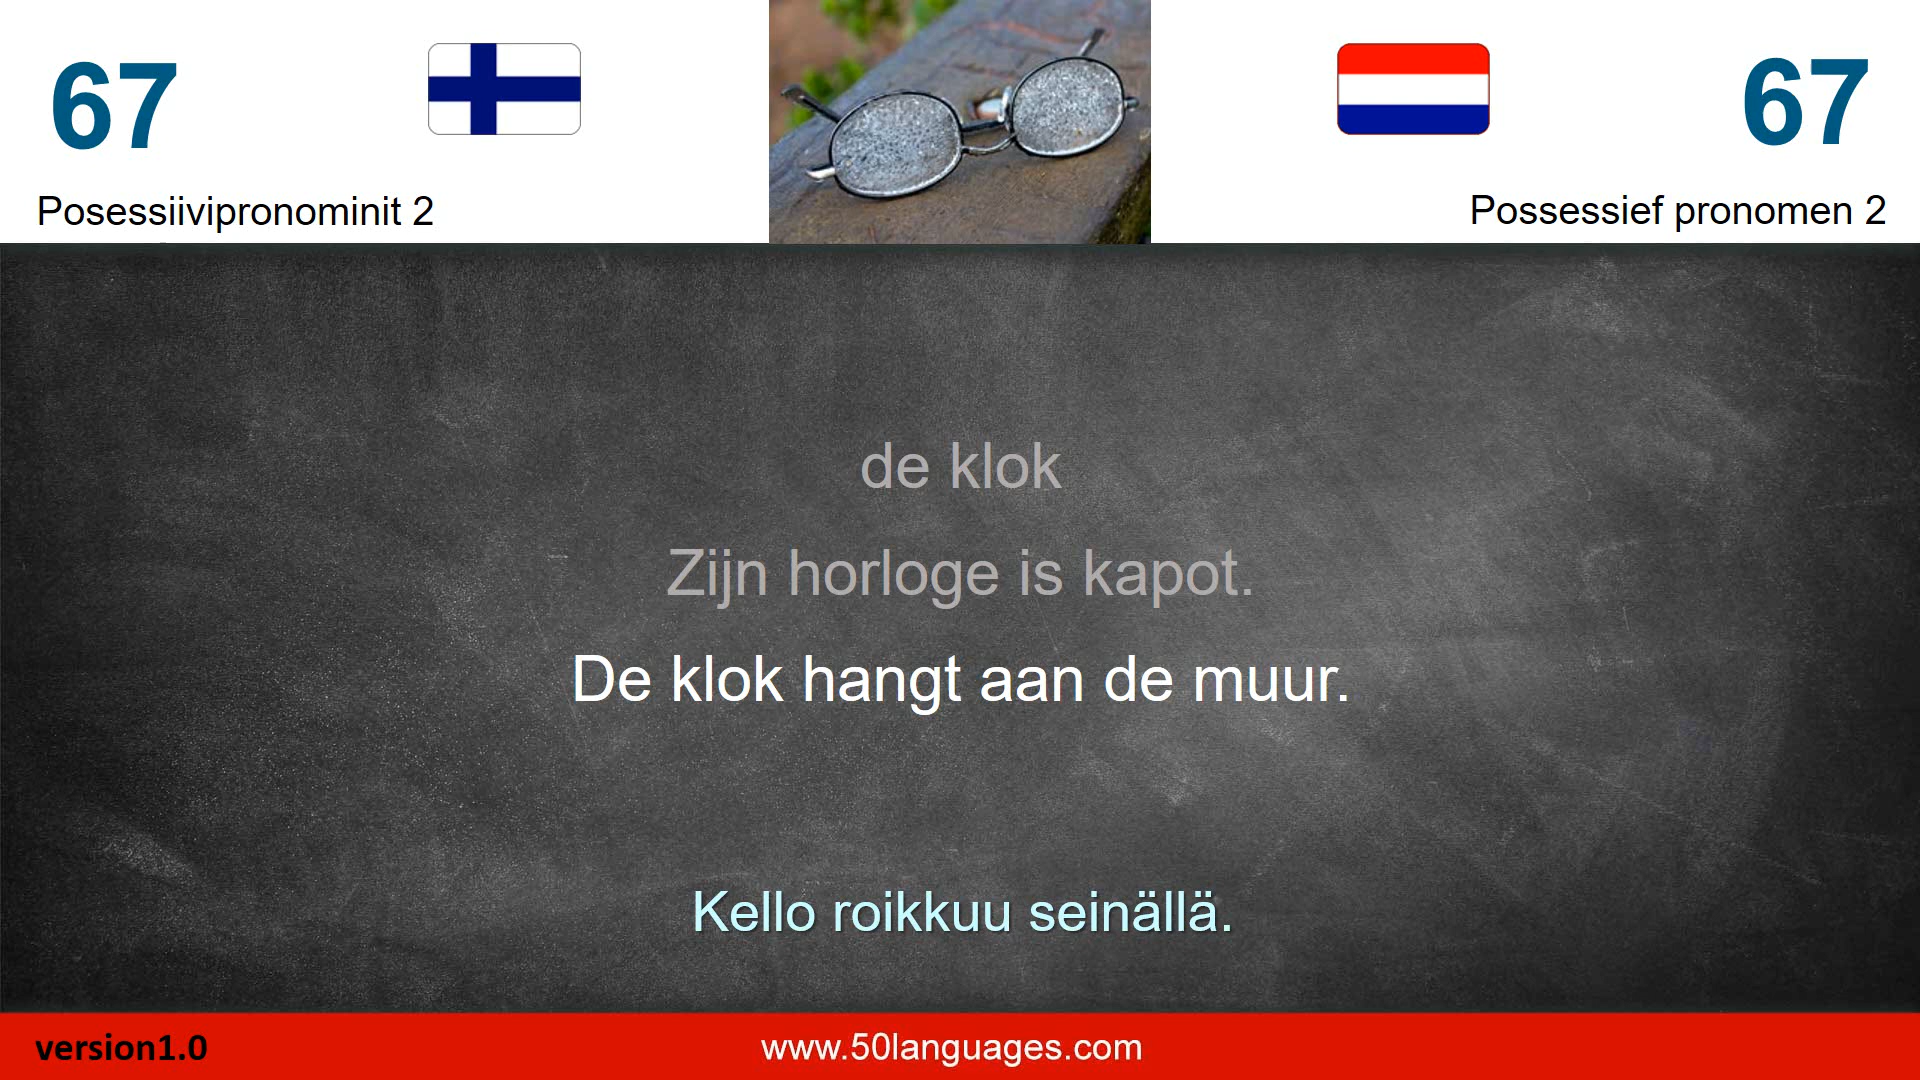 67
67
Posessiivipronominit 2
Possessief pronomen 2
de klok
Zijn horloge is kapot.
De klok hangt aan de muur.
Kello roikkuu seinällä.
version1.0
www.50languages.com